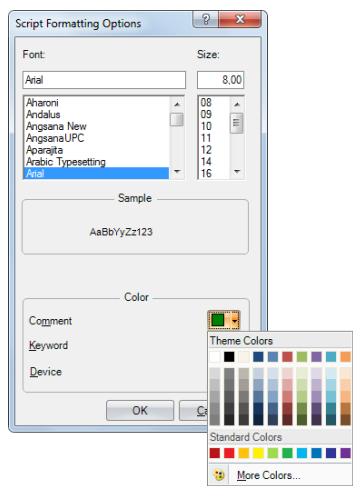 Script Formatting Options
?
Font: Size:
Arial 8,00
Aharoni 08
Andalus 09
Angsana New 10
AngsanaUPC 11
Aparajita 12
Arabic Typesetting 14
Arial 16
Sample
AaBbYyZz123
Color
Comment
Theme Colors
Keyword
Device
OK Ca
Standard Colors
More Colors...